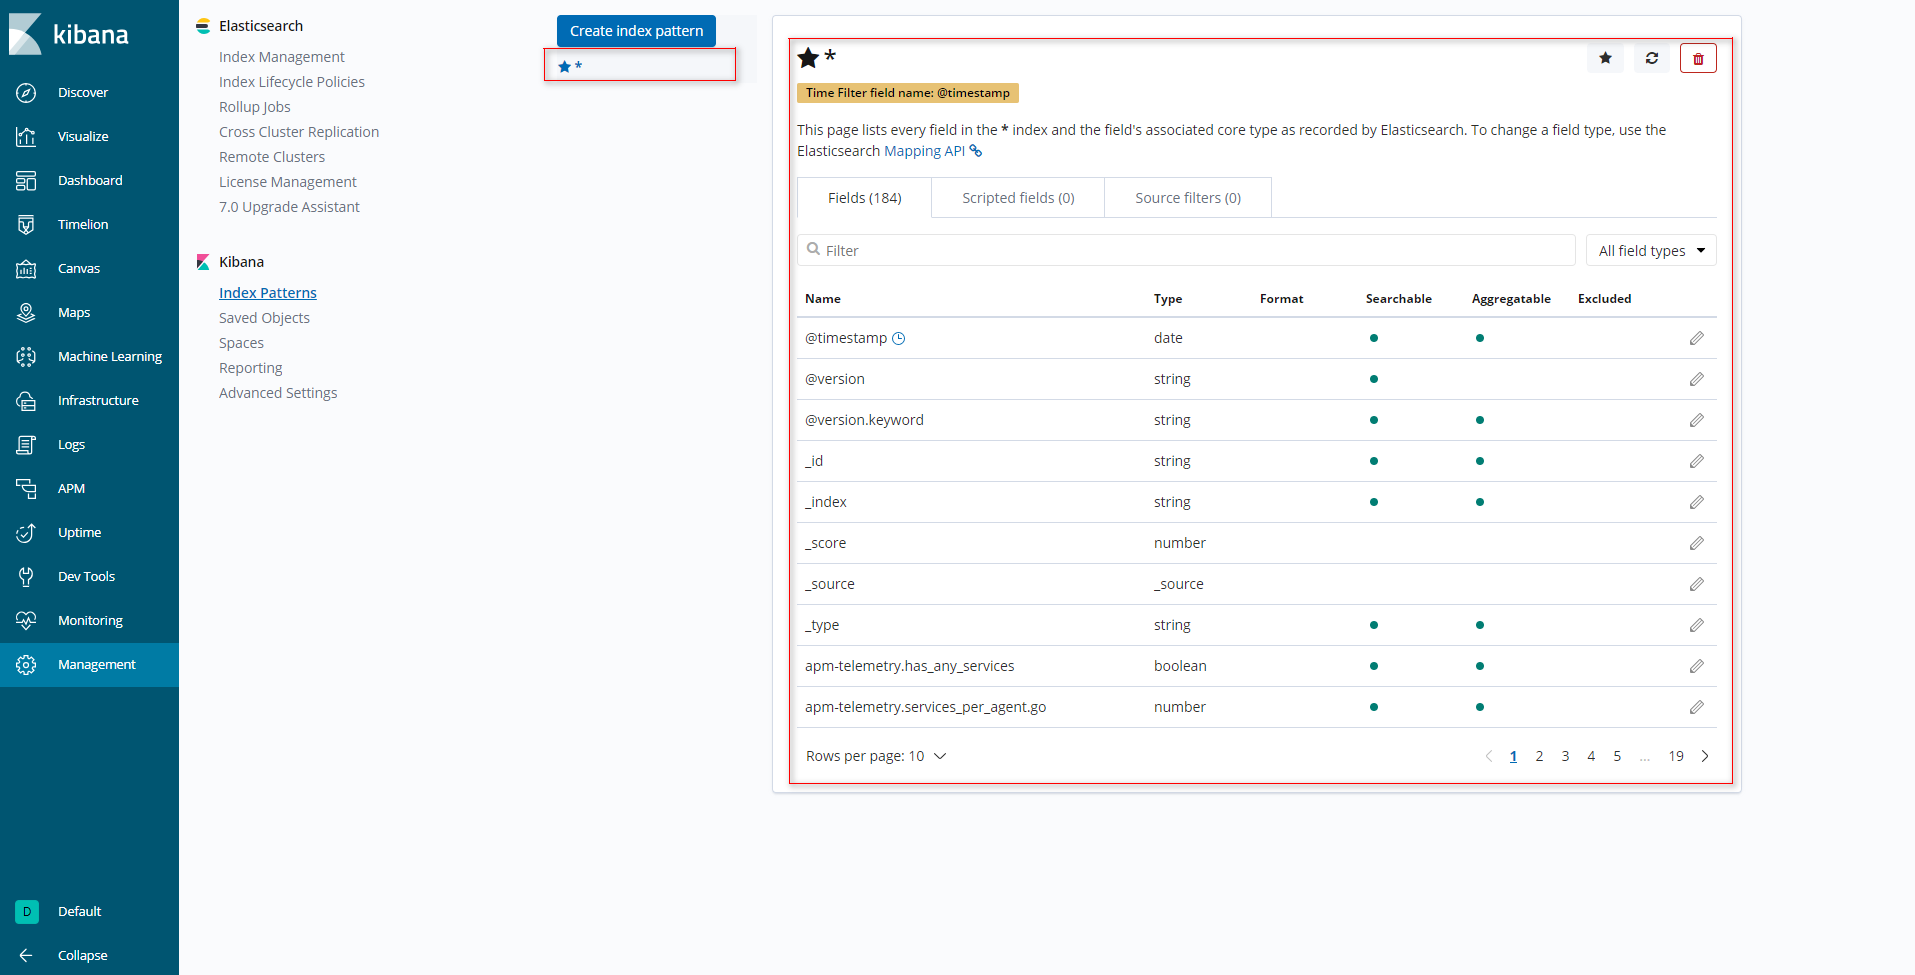 kibana
Discover
Visualize
Dashboard
Timelion
Canvas
Maps
Machine Learning
Infrastructure
Logs
APM
Uptime
Dev Tools
Monitoring
Management
D Default
Collapse
Elasticsearch
Index Management
Index Lifecycle Policies
Rollup Jobs
Cross Cluster Replication
Remote Clusters
License Management
7.0 Upgrade Assistant
Kibana
Index Patterns
Saved Objects
Spaces
Reporting
Advanced Settings
Create index pattern
★ *
★ *
Time Filter field name: @timestamp
This page lists every field in the * index and the field's associated core type as recorded by Elasticsearch. To change a field type, use the
Elasticsearch Mapping API
Fields (184) Scripted fields (0) Source filters (0)
Filter All field types
Name Type Format Searchable Aggregatable Excluded
@timestamp date
@version string
@version.keyword string
_id string
_index string
_score number
_source _source
_type string
apm-telemetry.has_any_services boolean
apm-telemetry.services_per_agent.go number
Rows per page: 10 1 2 3 4 5 ... 19